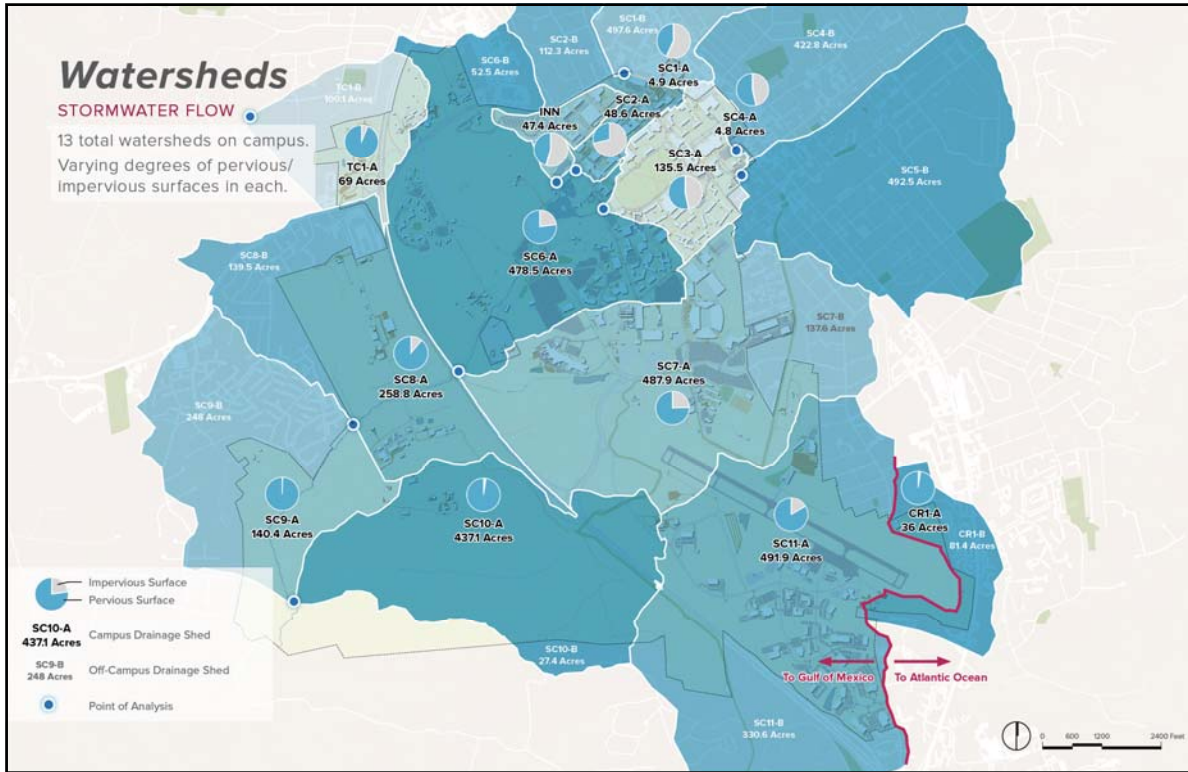 Watersheds
STORMWATER FLOW
13 total watersheds on campus.
Varying degrees of pervious/
impervious surfaces in each.
TC1-B
100.1 Acres
TC1-A
69 Acres
SC6-B
52.5 Acres
SC2-B
112.3 Acres
SC1-B
497.6 Acres
SC4-B
422.8 Acres
SC1-A
4.9 Acres
INN
47.4 Acres
SC2-A
48.6 Acres
SC4-A
4.8 Acres
SC3-A
135.5 Acres
SC5-B
492.5 Acres
SC6-A
478.5 Acres
SC8-B
139.5 Acres
SC7-B
137.6 Acres
SC8-A
258.8 Acres
SC7-A
487.9 Acres
SC9-B
248 Acres
SC9-A
140.4 Acres
SC10-A
437.1 Acres
SC11-A
491.9 Acres
CR1-A
36 Acres
CR1-B
81.4 Acres
Impervious Surface
Pervious Surface
SC10-A
437.1 Acres
Campus Drainage Shed
SC9-B
248 Acres
Off-Campus Drainage Shed
Point of Analysis
SC10-B
27.4 Acres
SC11-B
330.6 Acres
To Gulf of Mexico
To Atlantic Ocean
0 600 1200 2400 Feet